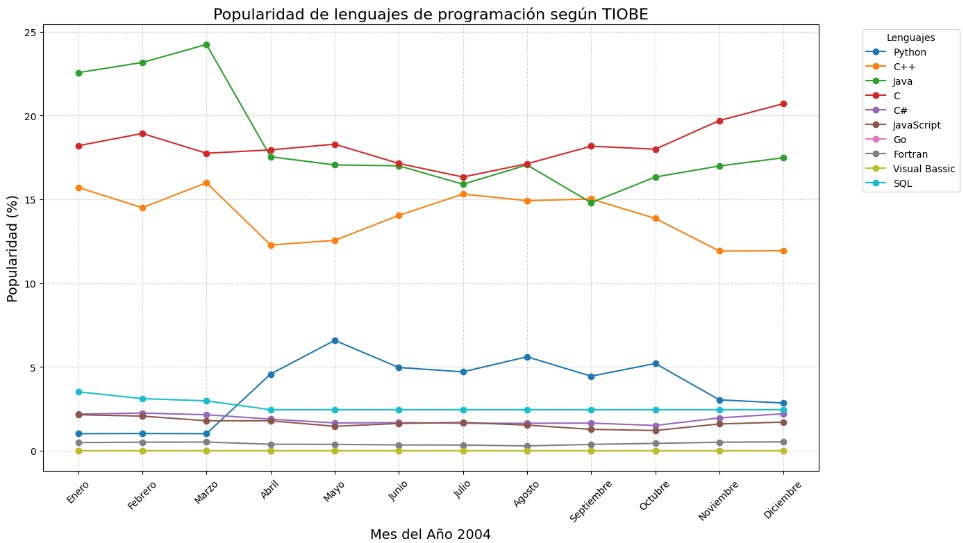 Popularidad de lenguajes de programación según TIOBE
Popularidad (%)
25
20
15
10
5
0
Enero
Febrero
Marzo
Abril
Mayo
Junio
Julio
Agosto
Septiembre
Octubre
Noviembre
Diciembre
Mes del Año 2004
Lenguajes
Python
C++
Java
C
C#
JavaScript
Go
Fortran
Visual Bassic
SQL